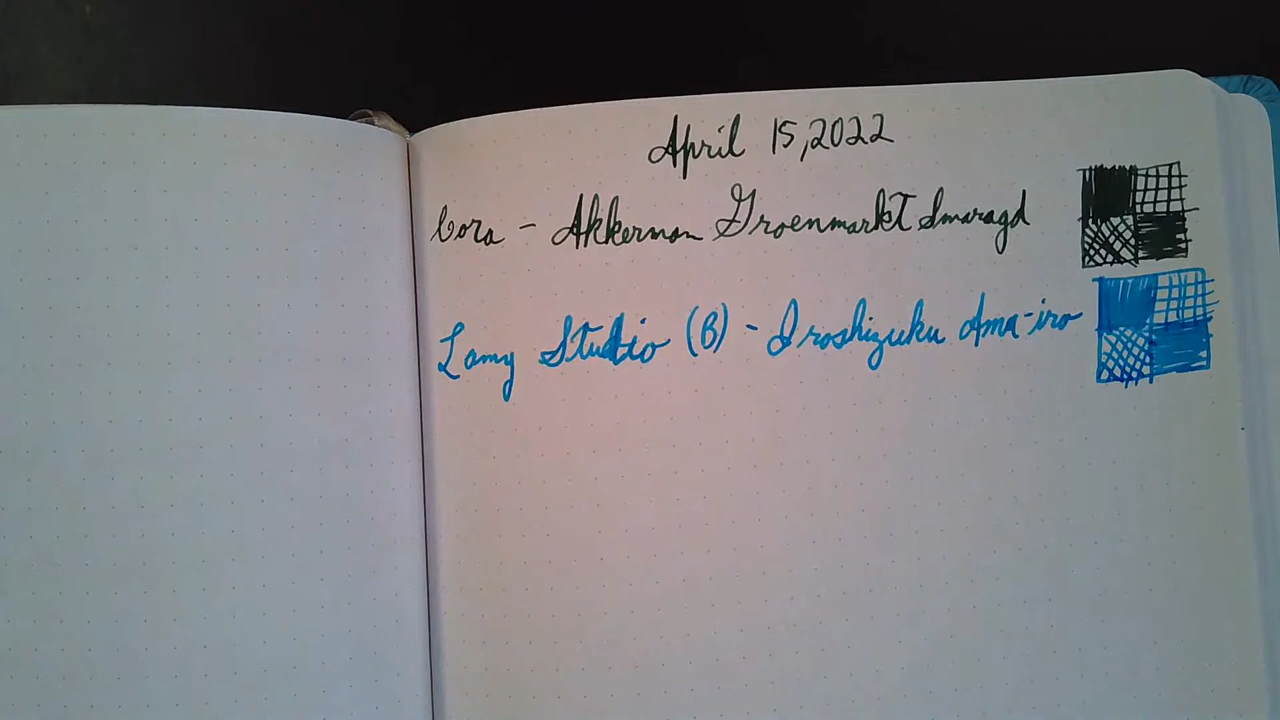 April 15, 2022
Cora - Akkerman Groenmarkt Smaragd
Lamy Studio (B) - Iroshizuku Ama-iro